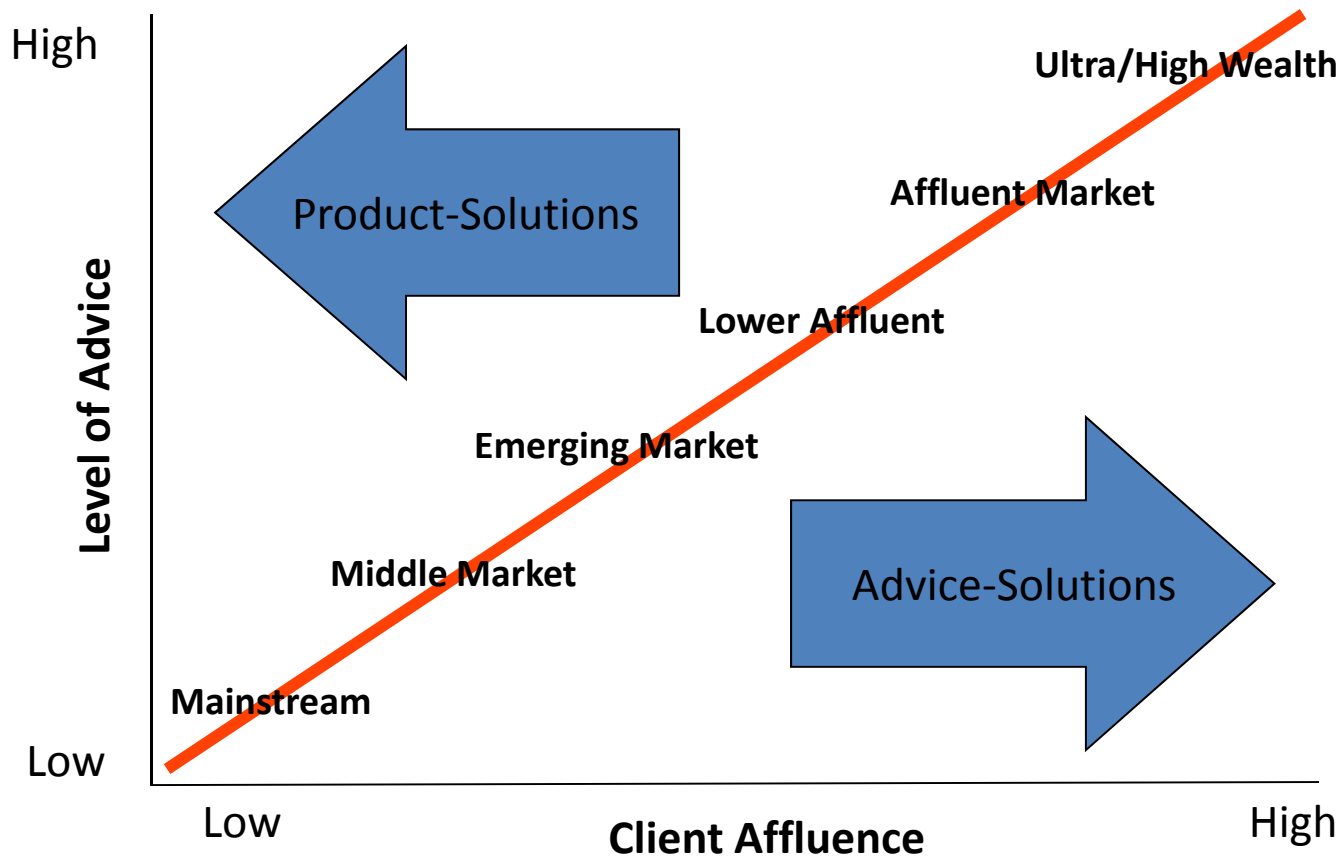 High
Ultra/High Wealth
Affluent Market
Product-Solutions
Lower Affluent
Level of Advice
Emerging Market
Middle Market
Advice-Solutions
Mainstream
Low
Low
Client Affluence
High